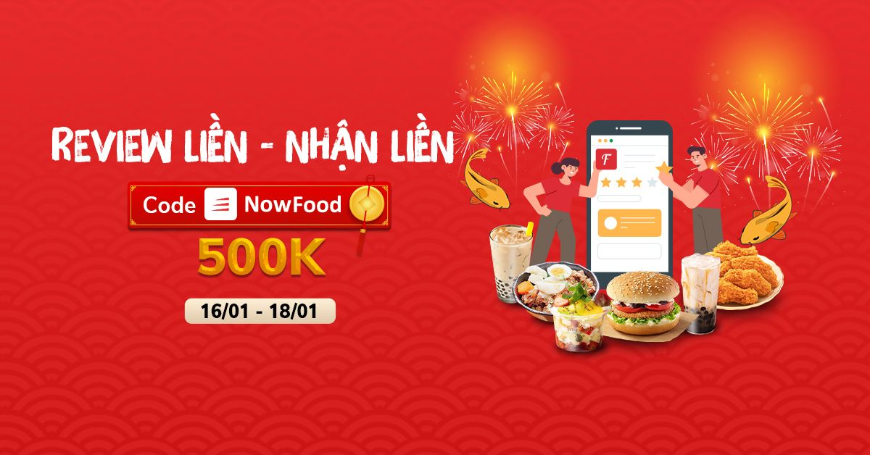 REVIEW LIỀN - NHẬN LIỀN
Code NowFood
500K
16/01 - 18/01
F